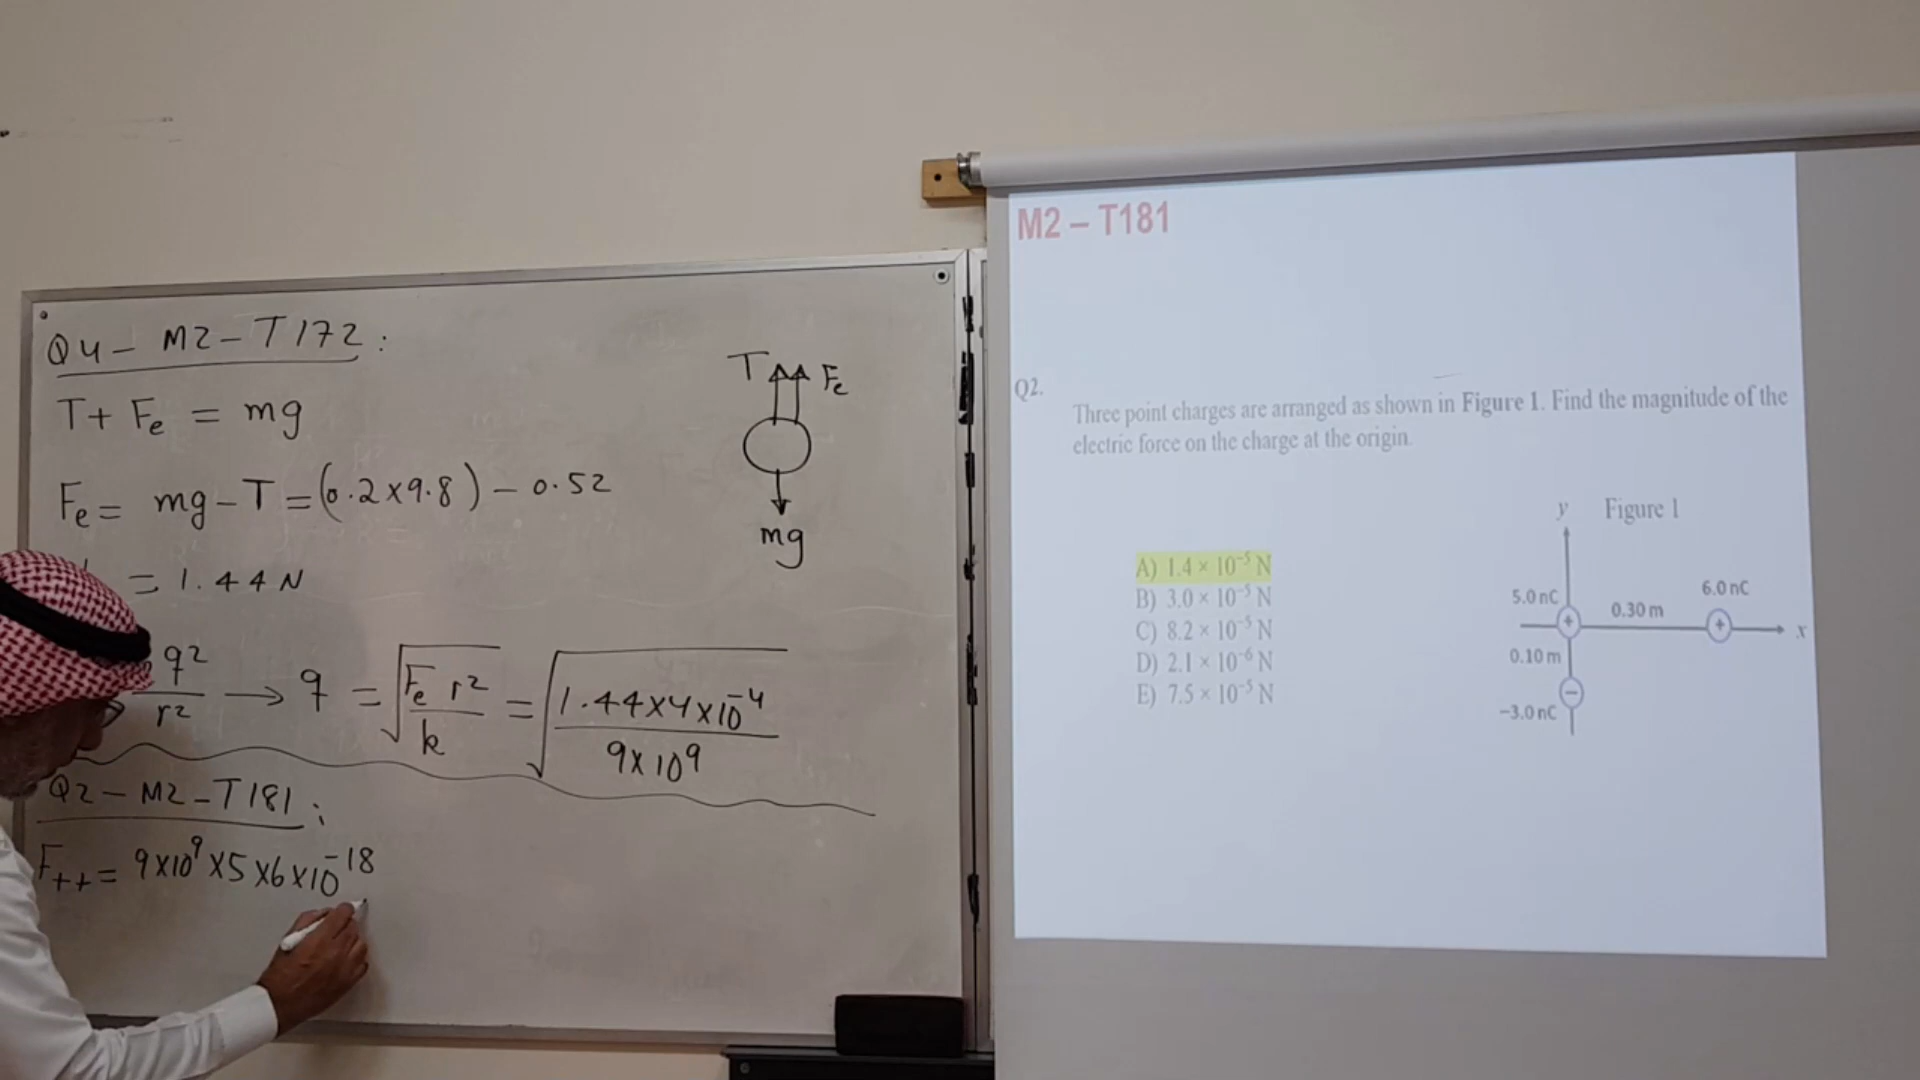 Q4 – M2 – T172 :
T + Fe = mg
Fe = mg – T = (0.2×9.8) – 0.52
= 1.44 N
q² / r² → q = √(Fe r² / k) = √(1.44×4×10⁻⁴ / 9×10⁹)
T Fe
mg
Q2 – M2 – T181 :
F++ = 9×10⁹ ×5 ×6×10⁻¹⁸
M2 – T181
Q2.
Three point charges are arranged as shown in Figure 1. Find the magnitude of the
electric force on the charge at the origin.
A) 1.4 × 10⁻⁵ N
B) 3.0 × 10⁻⁵ N
C) 8.2 × 10⁻⁵ N
D) 2.1 × 10⁻⁶ N
E) 7.5 × 10⁻⁵ N
y Figure 1
5.0 nC
0.30 m
6.0 nC
+
+
x
0.10 m
–
–3.0 nC